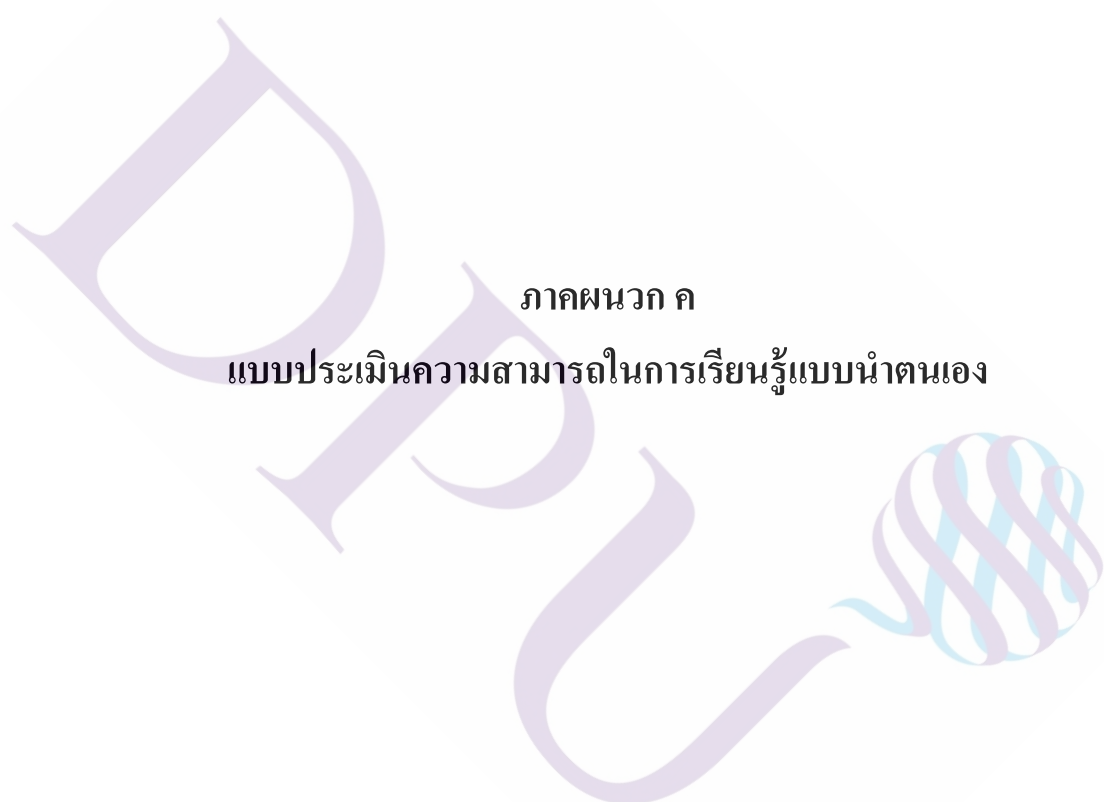 ภาคผนวก ค
แบบประเมินความสามารถในการเรียนรู้แบบนำตนเอง
DPU